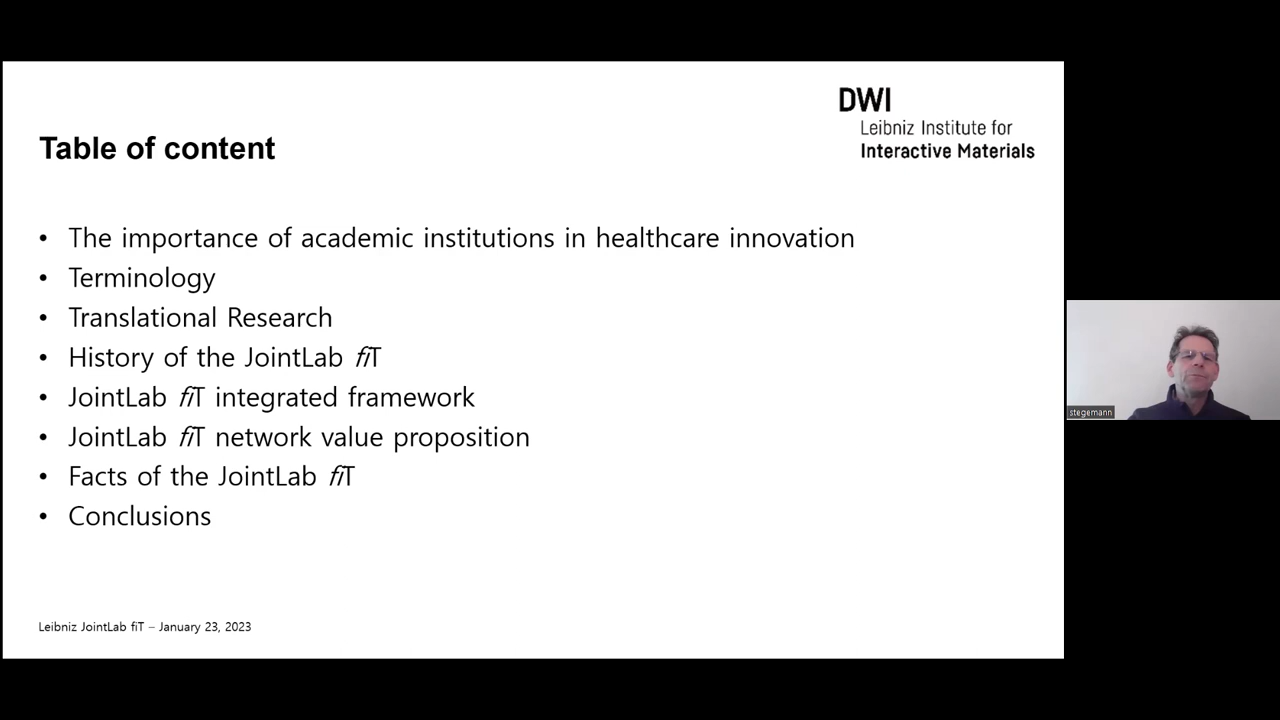 DWI
Leibniz Institute for
Interactive Materials
Table of content
• The importance of academic institutions in healthcare innovation
• Terminology
• Translational Research
• History of the JointLab fiT
• JointLab fiT integrated framework
• JointLab fiT network value proposition
• Facts of the JointLab fiT
• Conclusions
stegemann
Leibniz JointLab fiT – January 23, 2023